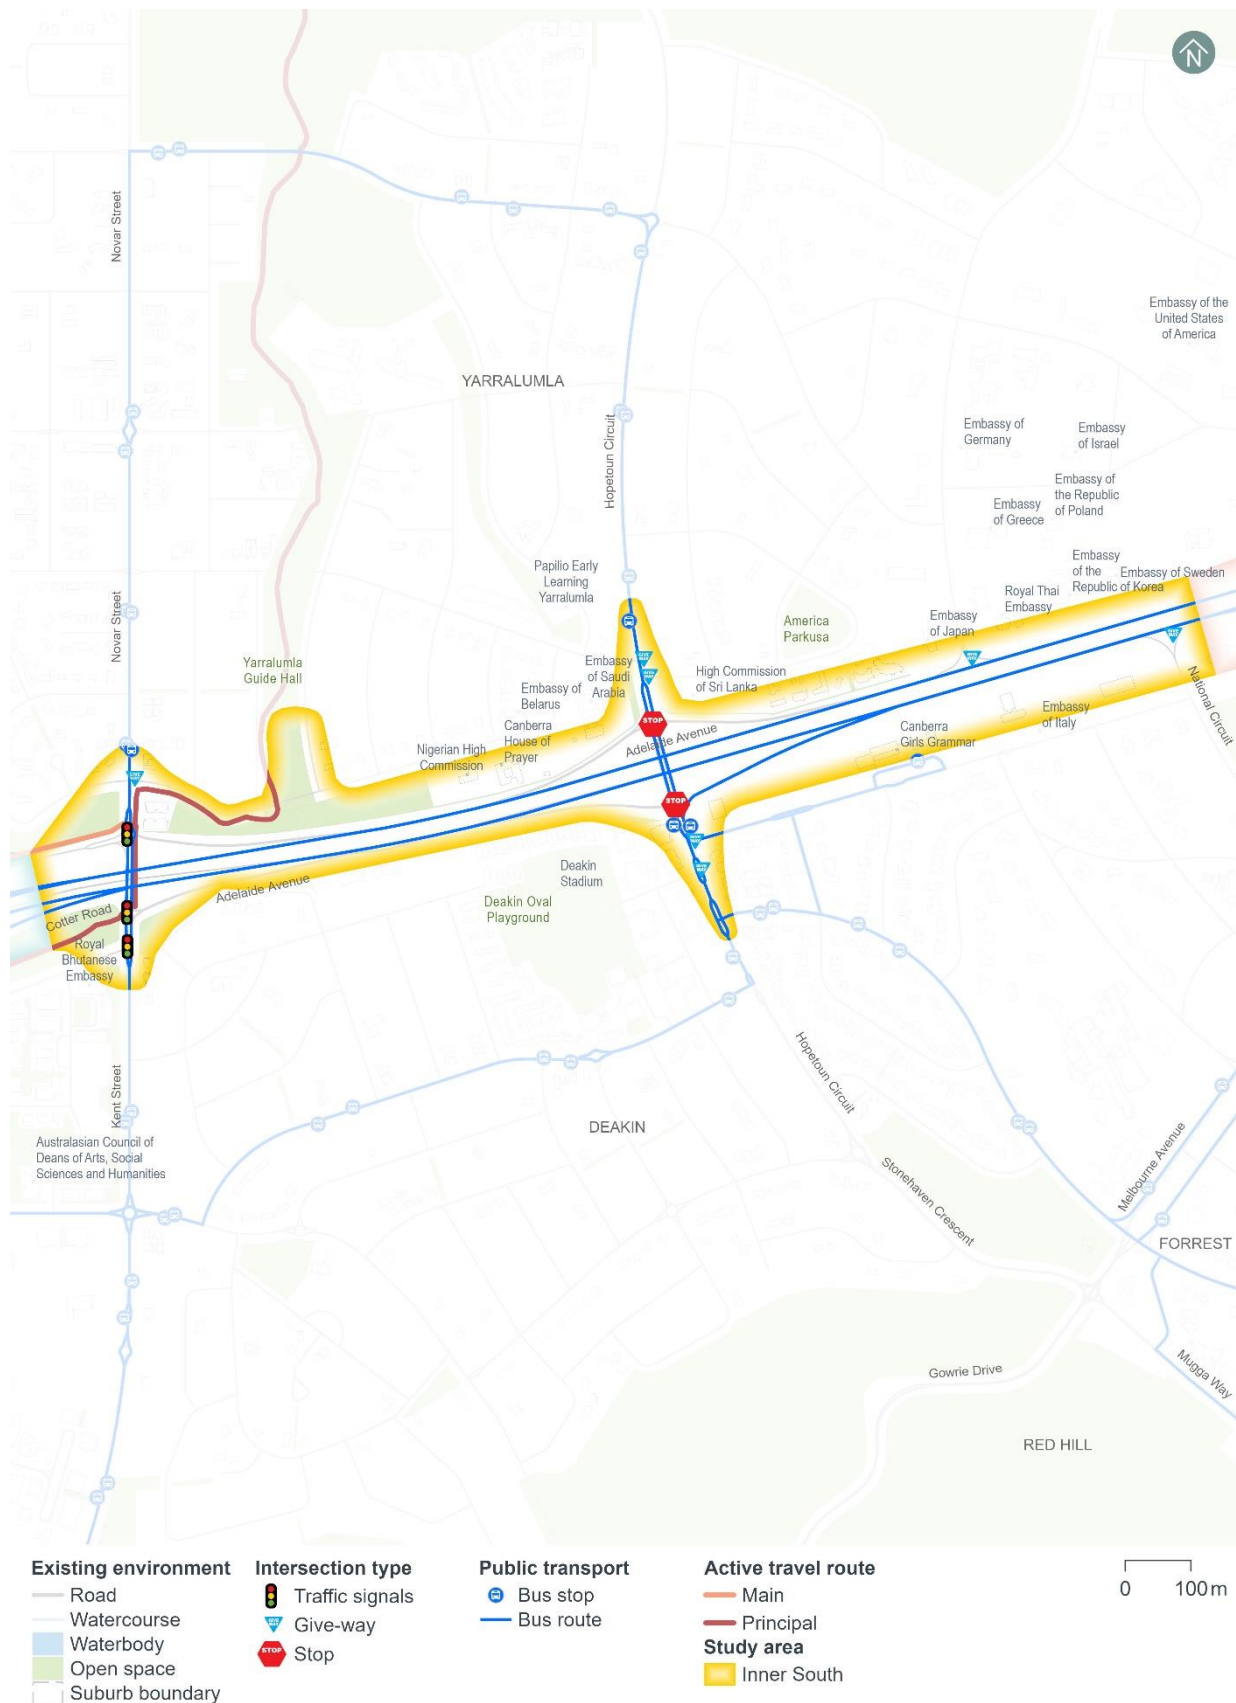 N
Novar Street
Embassy of the
United States
of America
YARRALUMLA
Hopetoun Circuit
Embassy of
Germany
Embassy
of Israel
Embassy of
the Republic
of Poland
Embassy
of Greece
Papilio Early
Learning
Yarralumla
Embassy
of the
Republic of Korea
Embassy of Sweden
Royal Thai
Embassy
Novar Street
America
Parkusa
Embassy
of Japan
Yarralumla
Guide Hall
GIVE WAY
Embassy
of Saudi
Arabia
High Commission
of Sri Lanka
Embassy of
Belarus
National Circuit
Embassy
of Italy
STOP
Canberra
House of
Prayer
Nigerian High
Commission
Adelaide Avenue
Canberra
Girls Grammar
STOP
Deakin
Stadium
Adelaide Avenue
Deakin Oval
Playground
Cotter Road
Royal
Bhutanese
Embassy
Hopetoun Circuit
Kent Street
DEAKIN
Australasian Council of
Deans of Arts, Social
Sciences and Humanities
Stonehaven Crescent
Melbourne Avenue
FORREST
Gowrie Drive
Mugga Way
RED HILL
Existing environment
Road
Watercourse
Waterbody
Open space
Suburb boundary
Intersection type
Traffic signals
GIVE WAY
Give-way
STOP
Stop
Public transport
Bus stop
Bus route
Active travel route
Main
Principal
Study area
Inner South
0 100 m